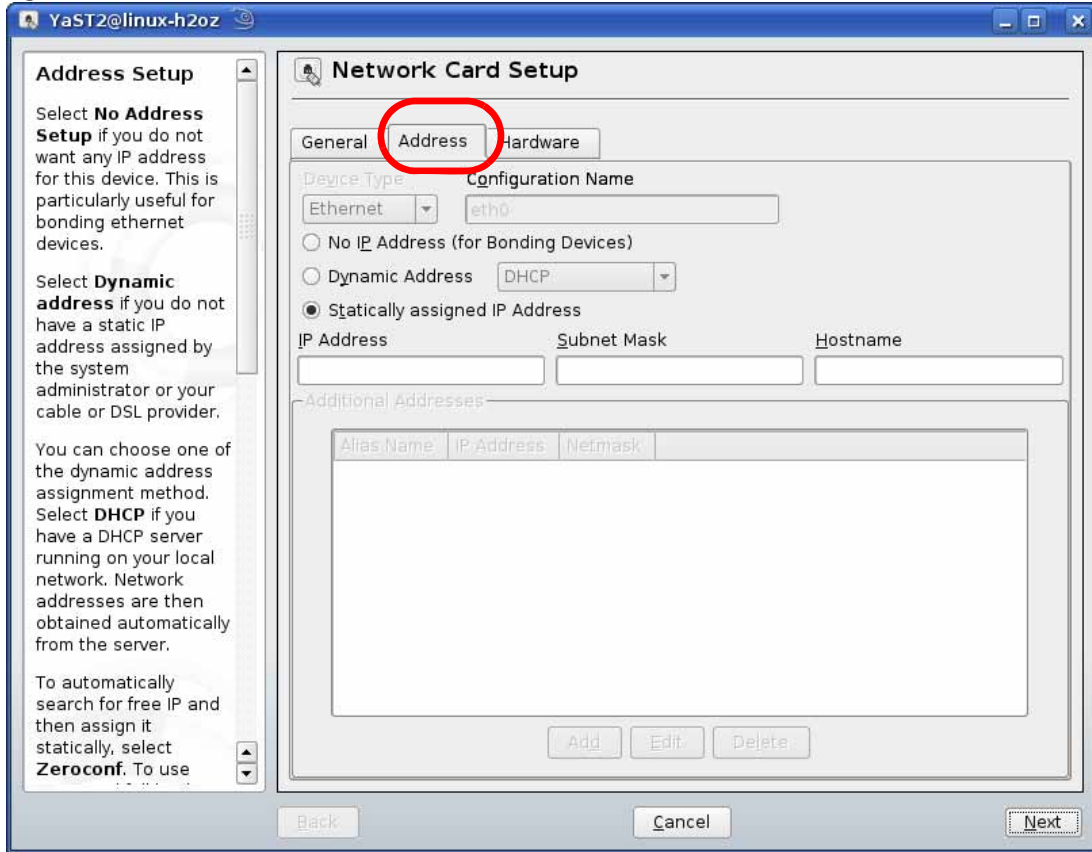 YaST2@linux-h2oz
Address Setup
Select No Address
Setup if you do not
want any IP address
for this device. This is
particularly useful for
bonding ethernet
devices.
Select Dynamic
address if you do not
have a static IP
address assigned by
the system
administrator or your
cable or DSL provider.
You can choose one of
the dynamic address
assignment method.
Select DHCP if you
have a DHCP server
running on your local
network. Network
addresses are then
obtained automatically
from the server.
To automatically
search for free IP and
then assign it
statically, select
Zeroconf. To use
Network Card Setup
General Address Hardware
Device Type Configuration Name
Ethernet eth0
No IP Address (for Bonding Devices)
Dynamic Address DHCP
Statically assigned IP Address
IP Address Subnet Mask Hostname
Additional Addresses
Alias Name IP Address Netmask
Add Edit Delete
Back Cancel Next